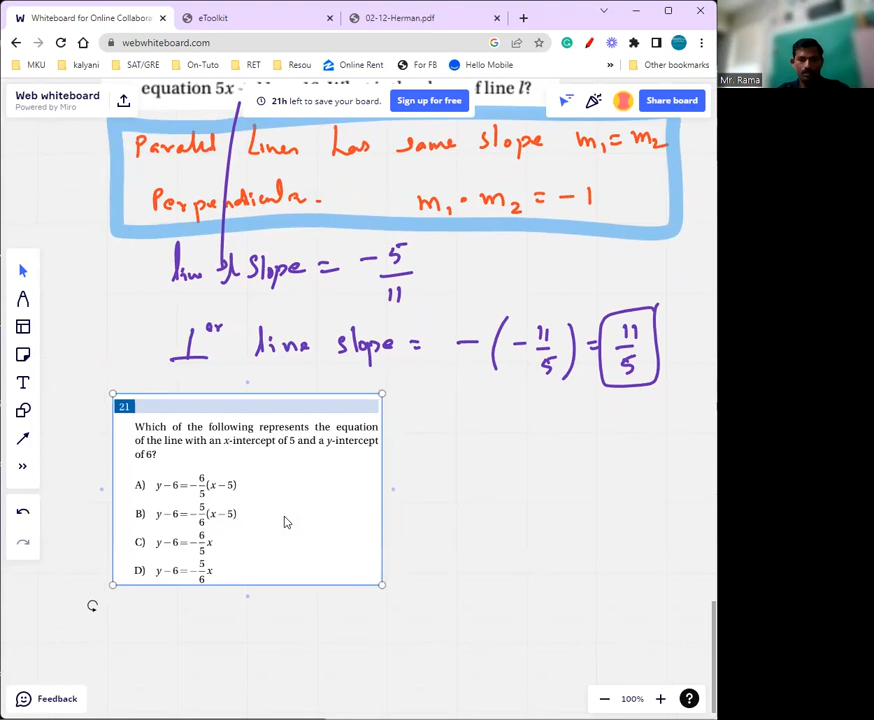 Whiteboard for Online Collabora
eToolkit
02-12-Herman.pdf
webwhiteboard.com
MKU
kalyani
SAT/GRE
On-Tuto
RET
Resou
Online Rent
For FB
Hello Mobile
Other bookmarks
Mr. Rama
equation 5x
of line l?
Web whiteboard
Powered by Miro
21h left to save your board.
Sign up for free
Share board
Parallel Lines has same slope m₁ = m₂
Perpendicular. m₁ • m₂ = −1
Slope = − 5/11
⊥ or line slope = − (− 11/5) = 11/5
21
Which of the following represents the equation
of the line with an x-intercept of 5 and a y-intercept
of 6?
A) y−6=−6/5(x−5)
B) y−6=−5/6(x−5)
C) y−6=−6/5x
D) y−6=−5/6x
Feedback
100%